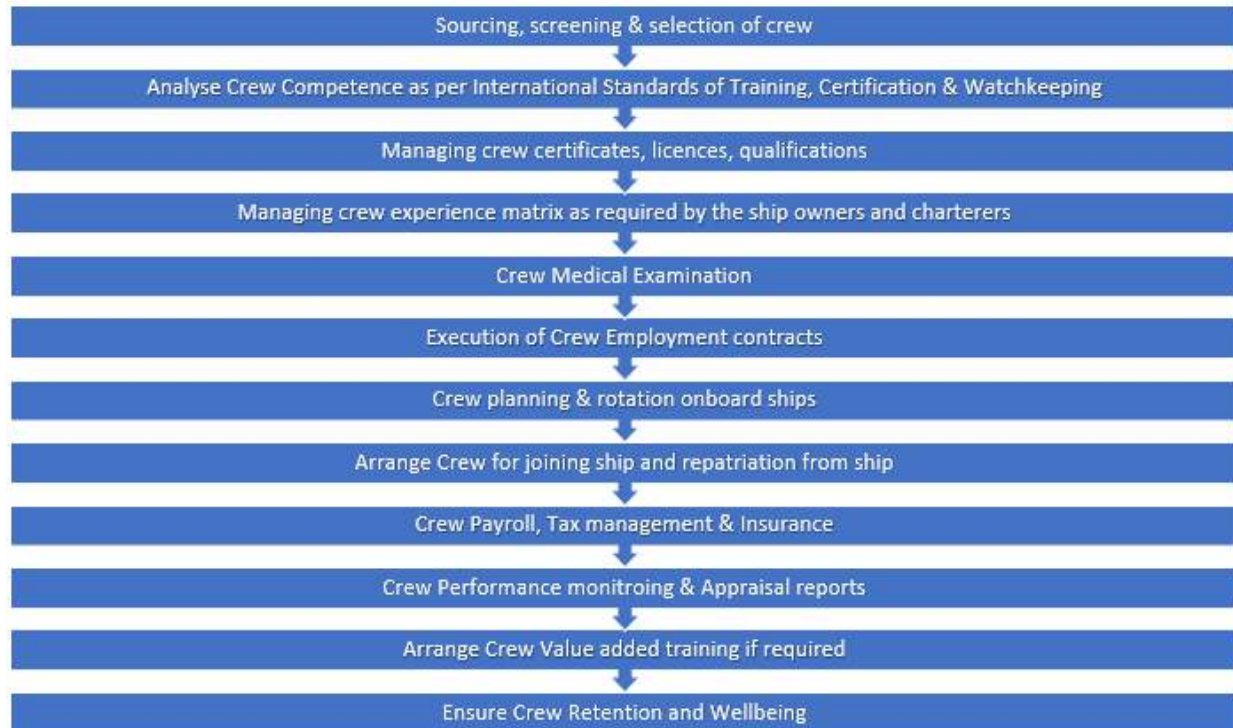 Sourcing, screening & selection of crew
Analyse Crew Competence as per International Standards of Training, Certification & Watchkeeping
Managing crew certificates, licences, qualifications
Managing crew experience matrix as required by the ship owners and charterers
Crew Medical Examination
Execution of Crew Employment contracts
Crew planning & rotation onboard ships
Arrange Crew for joining ship and repatriation from ship
Crew Payroll, Tax management & Insurance
Crew Performance monitroing & Appraisal reports
Arrange Crew Value added training if required
Ensure Crew Retention and Wellbeing